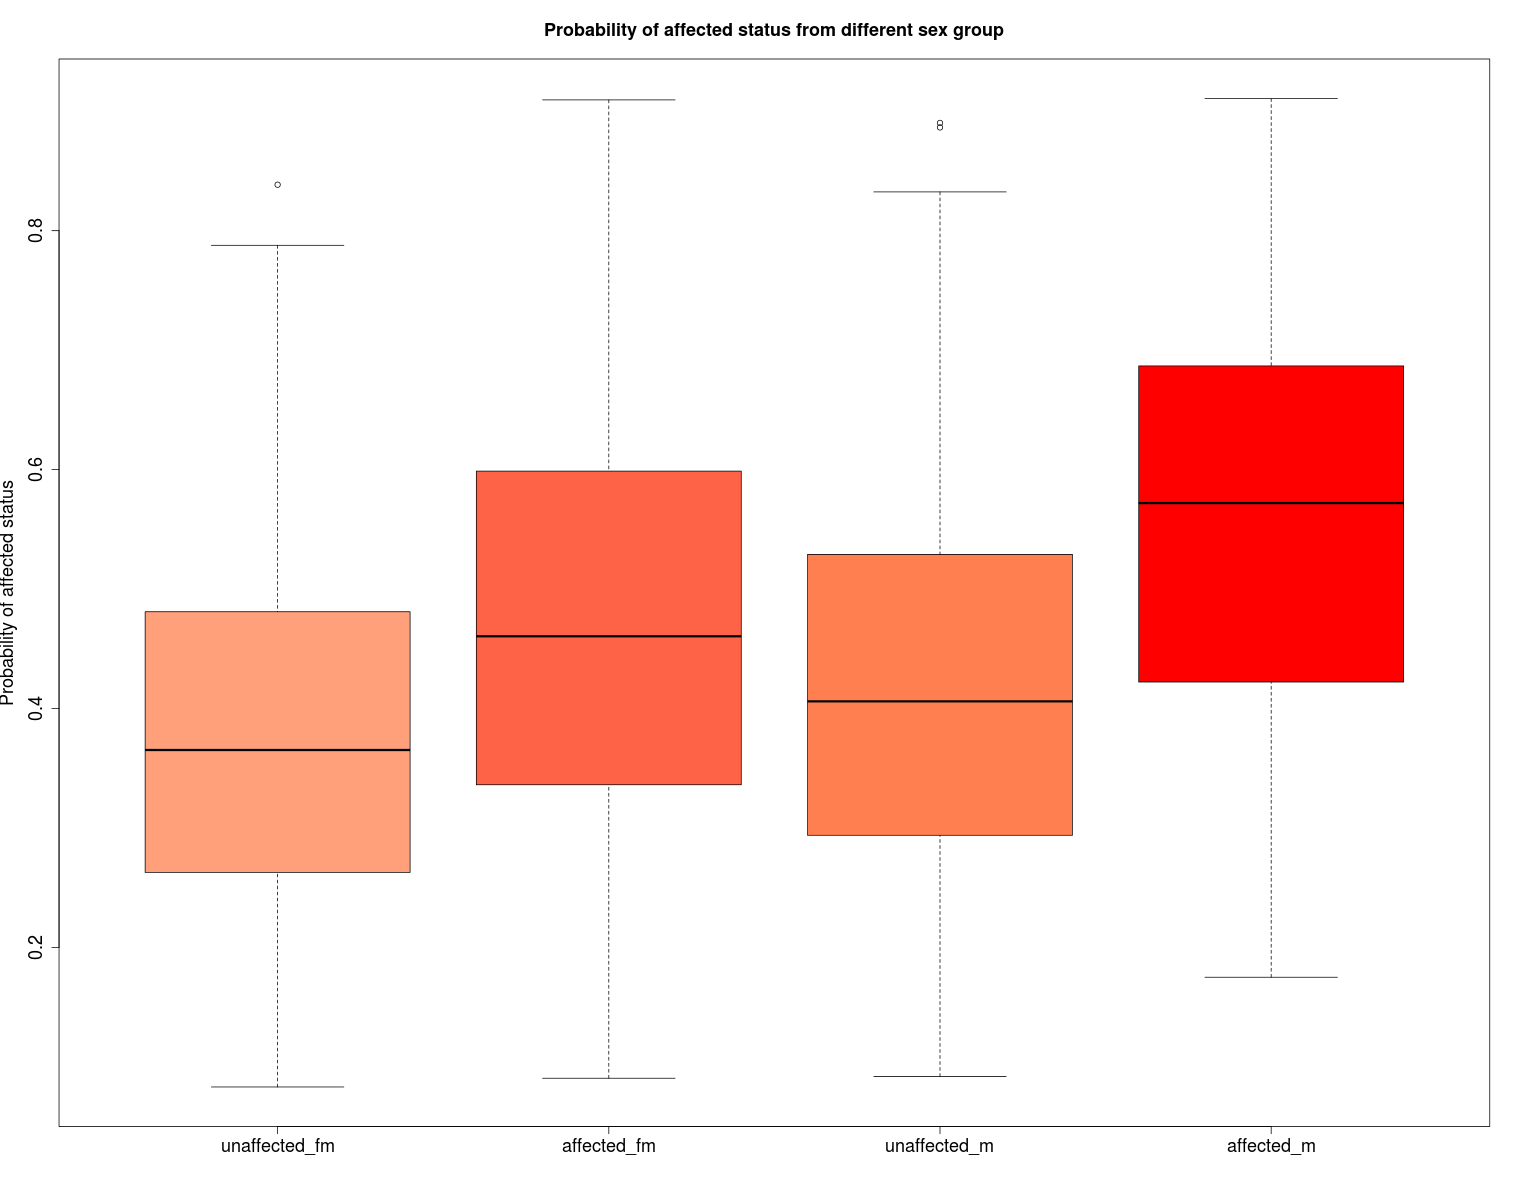 Probability of affected status from different sex group
Probability of affected status
0.8
0.6
0.4
0.2
unaffected_fm
affected_fm
unaffected_m
affected_m